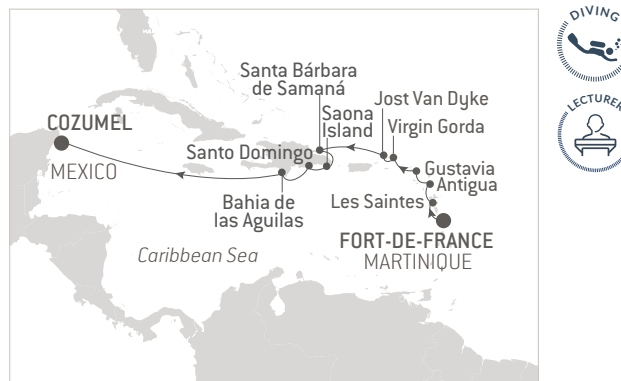 DIVING
LECTURER
Santa Bárbara
de Samaná
Saona
Island
Jost Van Dyke
Virgin Gorda
COZUMEL
MEXICO
Santo Domingo
Gustavia
Antigua
Les Saintes
Bahia de
las Aguilas
Caribbean Sea
FORT-DE-FRANCE
MARTINIQUE